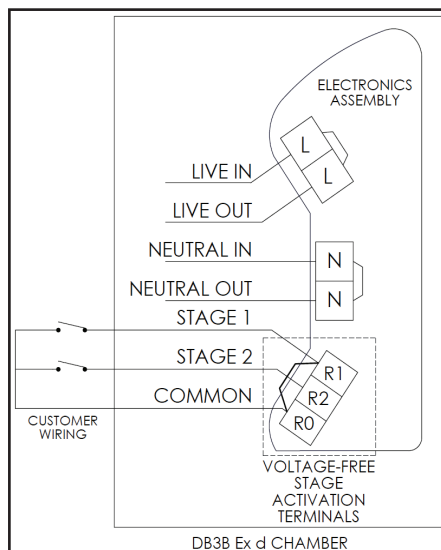 ELECTRONICS
ASSEMBLY
L
L
LIVE IN
LIVE OUT
NEUTRAL IN
N
NEUTRAL OUT
N
STAGE 1
STAGE 2
R1
R2
COMMON
R0
CUSTOMER
WIRING
VOLTAGE-FREE
STAGE
ACTIVATION
TERMINALS
DB3B Ex d CHAMBER